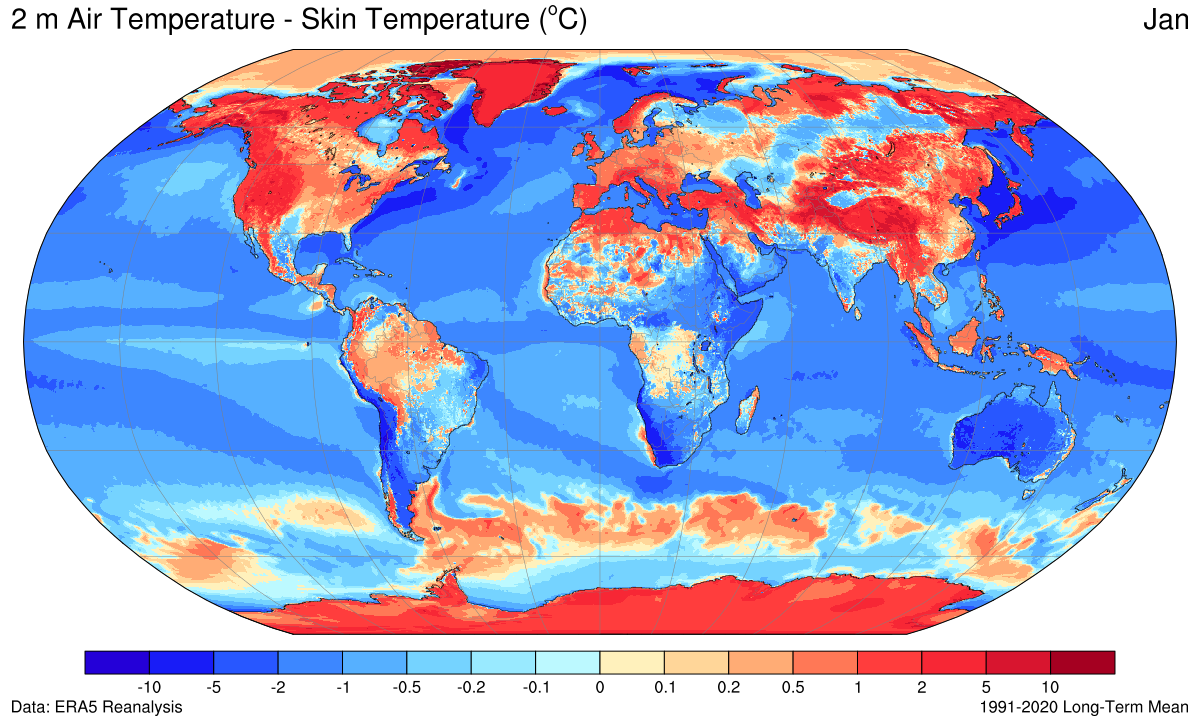 2 m Air Temperature - Skin Temperature (°C)
Jan
-10 -5 -2 -1 -0.5 -0.2 -0.1 0 0.1 0.2 0.5 1 2 5 10
Data: ERA5 Reanalysis
1991-2020 Long-Term Mean